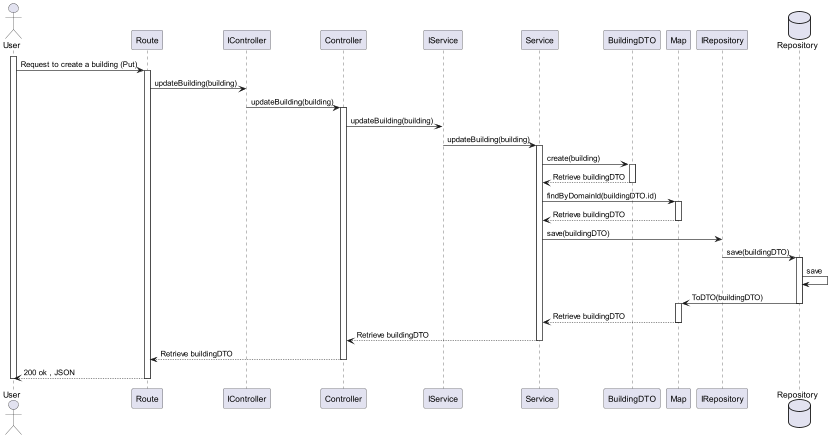 User
Route
IController
Controller
IService
Service
BuildingDTO
Map
IRepository
Repository
Request to create a building (Put)
updateBuilding(building)
updateBuilding(building)
updateBuilding(building)
updateBuilding(building)
create(building)
Retrieve buildingDTO
findByDomainId(buildingDTO.id)
Retrieve buildingDTO
save(buildingDTO)
save(buildingDTO)
save
ToDTO(buildingDTO)
Retrieve buildingDTO
Retrieve buildingDTO
Retrieve buildingDTO
200 ok , JSON
User
Route
IController
Controller
IService
Service
BuildingDTO
Map
IRepository
Repository